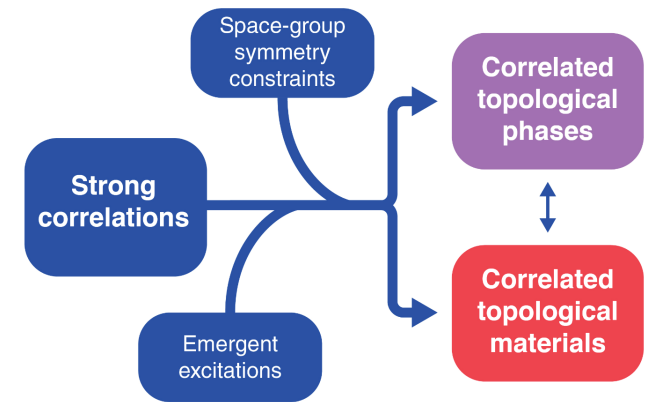 Space-group
symmetry
constraints
Strong
correlations
Emergent
excitations
Correlated
topological
phases
Correlated
topological
materials